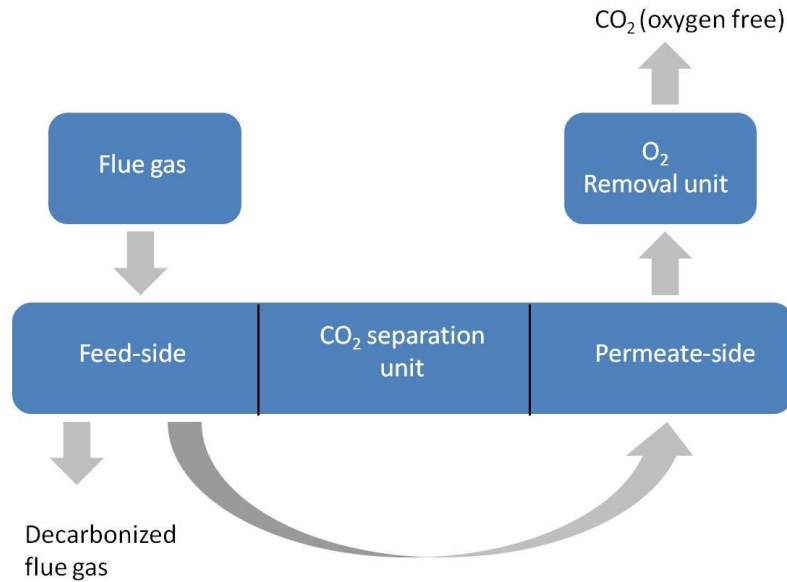 CO₂ (oxygen free)
Flue gas
O₂
Removal unit
Feed-side
CO₂ separation
unit
Permeate-side
Decarbonized
flue gas